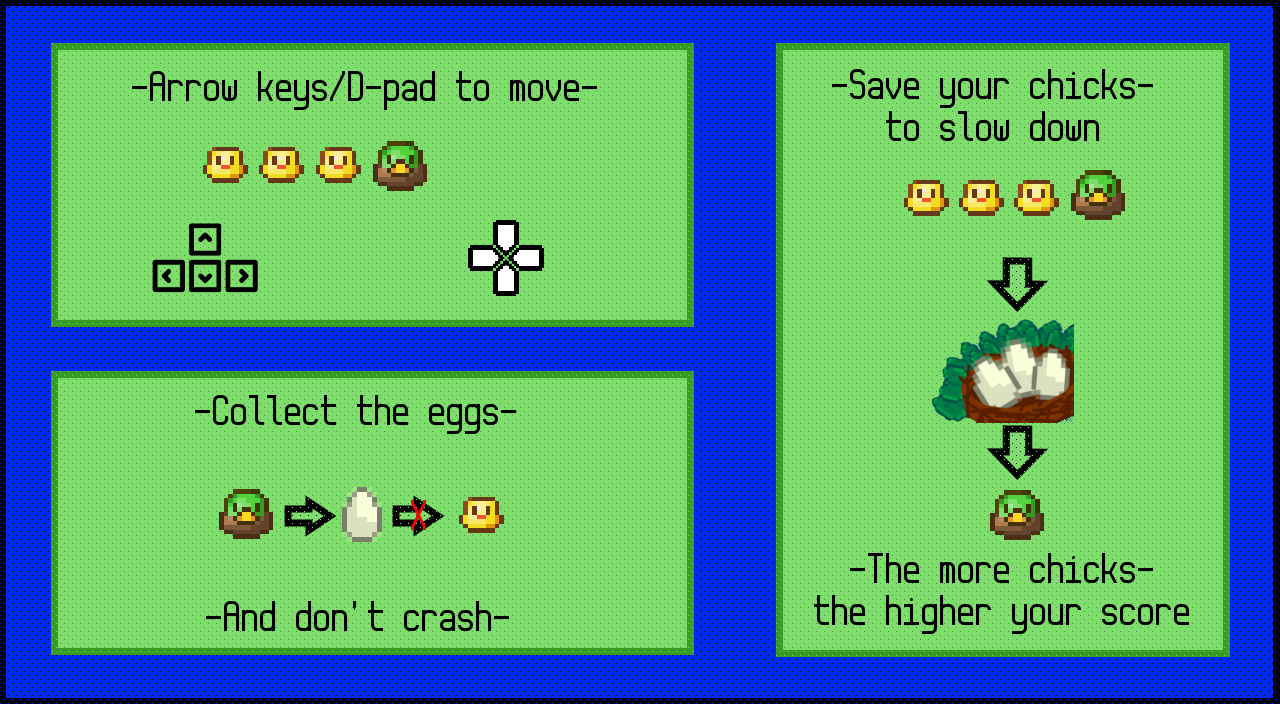 -Arrow keys/D-pad to move-
-Collect the eggs-
-And don't crash-
-Save your chicks-
to slow down
-The more chicks-
the higher your score